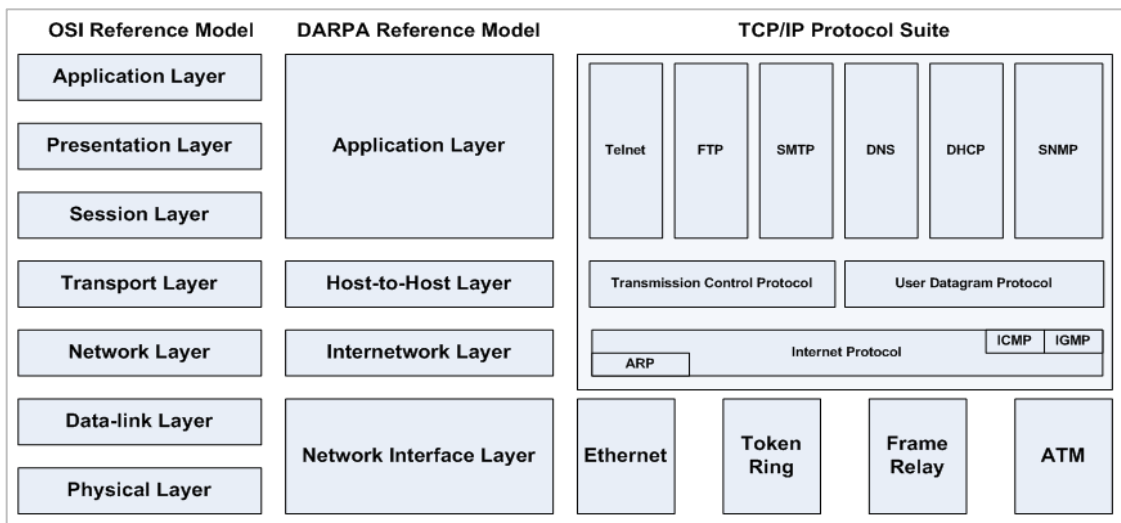 OSI Reference Model
DARPA Reference Model
TCP/IP Protocol Suite
Application Layer
Presentation Layer
Session Layer
Transport Layer
Network Layer
Data-link Layer
Physical Layer
Application Layer
Host-to-Host Layer
Internetwork Layer
Network Interface Layer
Telnet
FTP
SMTP
DNS
DHCP
SNMP
Transmission Control Protocol
User Datagram Protocol
Internet Protocol
ICMP
IGMP
ARP
Ethernet
Token
Ring
Frame
Relay
ATM